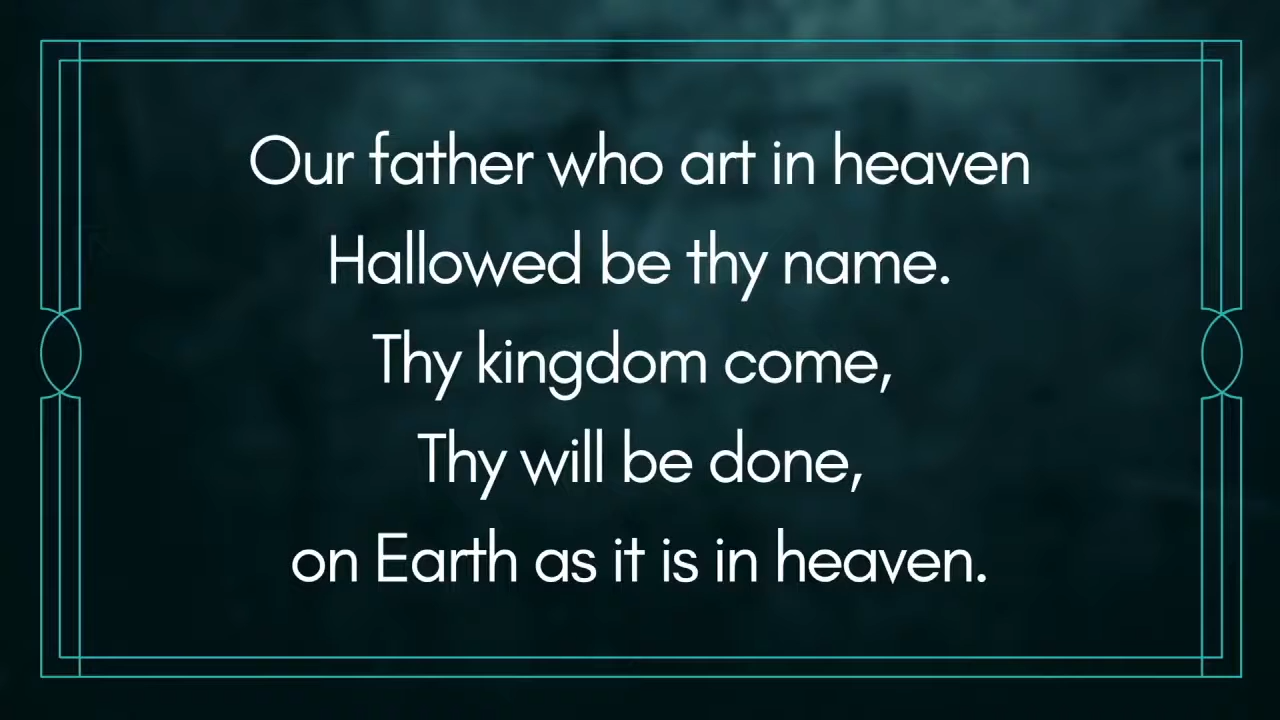 Our father who art in heaven
Hallowed be thy name.
Thy kingdom come,
Thy will be done,
on Earth as it is in heaven.